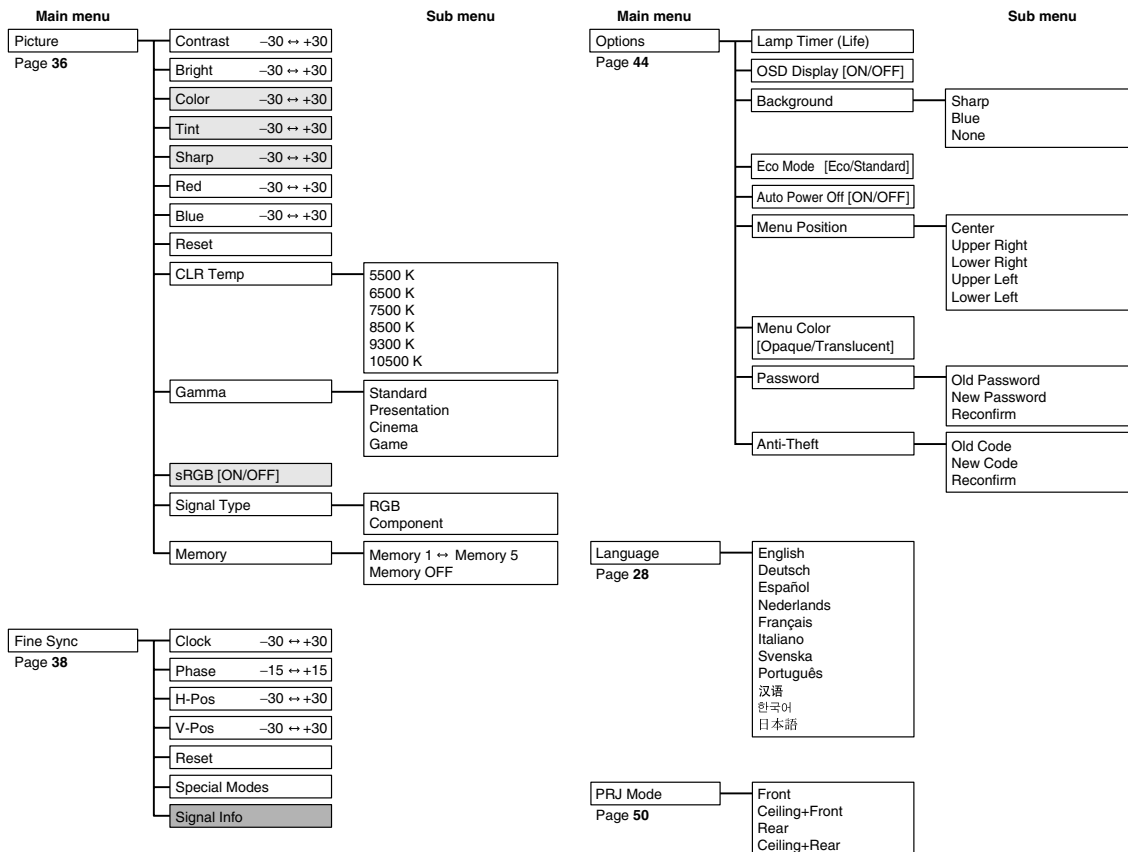 Main menu
Sub menu
Picture
Page 36
Contrast −30 ↔ +30
Bright −30 ↔ +30
Color −30 ↔ +30
Tint −30 ↔ +30
Sharp −30 ↔ +30
Red −30 ↔ +30
Blue −30 ↔ +30
Reset
CLR Temp
5500 K
6500 K
7500 K
8500 K
9300 K
10500 K
Gamma
Standard
Presentation
Cinema
Game
sRGB [ON/OFF]
Signal Type
RGB
Component
Memory
Memory 1 ↔ Memory 5
Memory OFF
Fine Sync
Page 38
Clock −30 ↔ +30
Phase −15 ↔ +15
H-Pos −30 ↔ +30
V-Pos −30 ↔ +30
Reset
Special Modes
Signal Info
Main menu
Sub menu
Options
Page 44
Lamp Timer (Life)
OSD Display [ON/OFF]
Background
Sharp
Blue
None
Eco Mode [Eco/Standard]
Auto Power Off [ON/OFF]
Menu Position
Center
Upper Right
Lower Right
Upper Left
Lower Left
Menu Color
[Opaque/Translucent]
Password
Old Password
New Password
Reconfirm
Anti-Theft
Old Code
New Code
Reconfirm
Language
Page 28
English
Deutsch
Español
Nederlands
Français
Italiano
Svenska
Português
汉语
한국어
日本語
PRJ Mode
Page 50
Front
Ceiling+Front
Rear
Ceiling+Rear